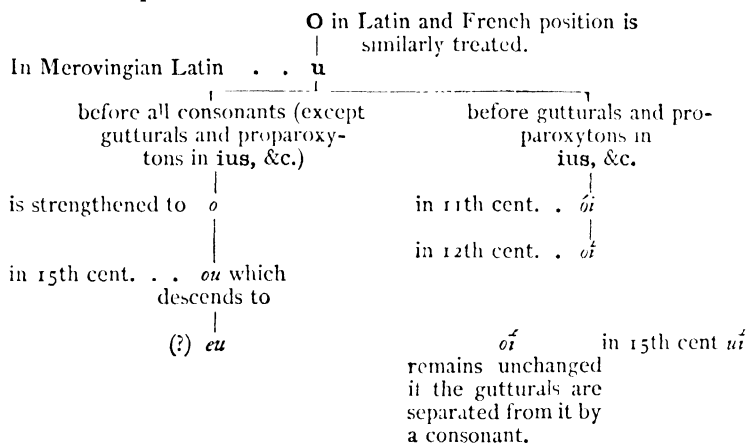 O in Latin and French position is
similarly treated.
In Merovingian Latin . . u
before all consonants (except
gutturals and proparoxy-
tons in ius, &c.)
before gutturals and pro-
paroxytons in
ius, &c.
is strengthened to o
in 11th cent. . ói
in 12th cent. . oí
in 15th cent. . . ou which
descends to
(?) eu
oí in 15th cent uí
remains unchanged
if the gutturals are
separated from it by
a consonant.